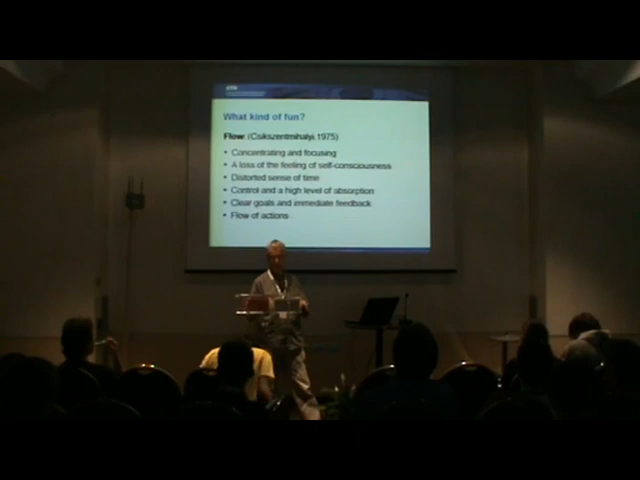 What kind of fun?
Flow: (Csikszentmihalyi,1975)
• Concentrating and focusing
• A loss of the feeling of self-consciousness
• Distorted sense of time
• Control and a high level of absorption
• Clear goals and immediate feedback
• Flow of actions